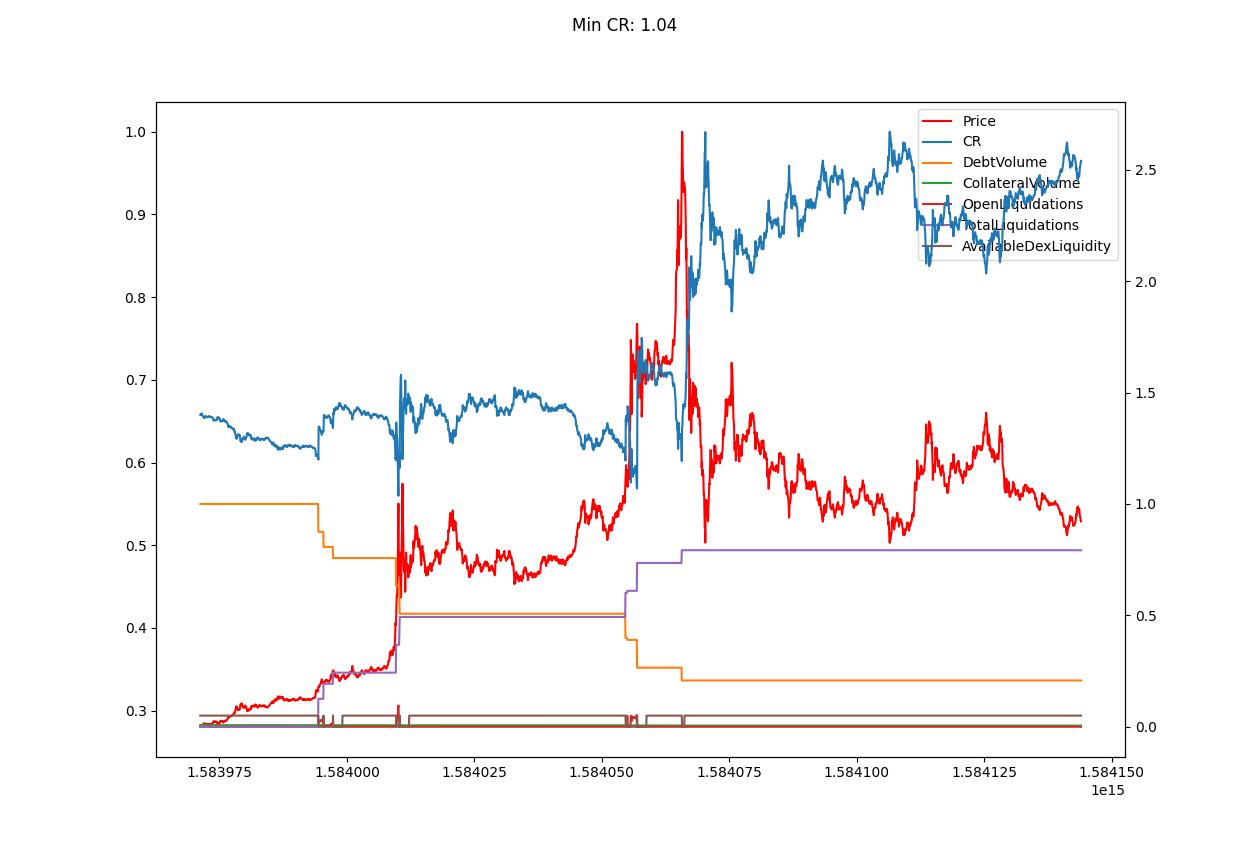 Min CR: 1.04
1.0
0.9
0.8
0.7
0.6
0.5
0.4
0.3
2.5
2.0
1.5
1.0
0.5
0.0
Price
CR
DebtVolume
CollateralVolume
OpenLiquidations
TotalLiquidations
AvailableDexLiquidity
1.583975 1.584000 1.584025 1.584050 1.584075 1.584100 1.584125 1.584150
1e15